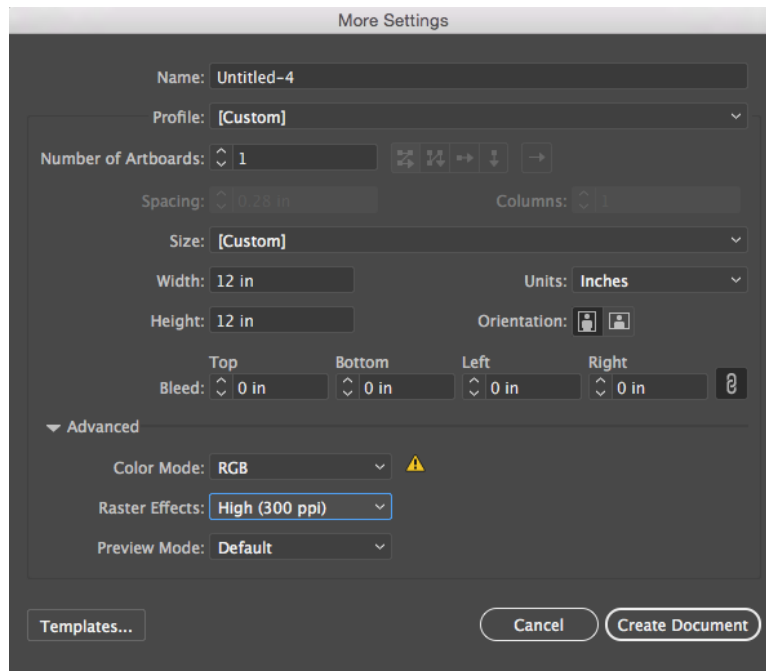 More Settings
Name: Untitled-4
Profile: [Custom]
Number of Artboards: 1
Spacing: 0.28 in Columns: 1
Size: [Custom]
Width: 12 in Units: Inches
Height: 12 in Orientation:
Top Bottom Left Right
Bleed: 0 in 0 in 0 in 0 in
Advanced
Color Mode: RGB
Raster Effects: High (300 ppi)
Preview Mode: Default
Templates... Cancel Create Document